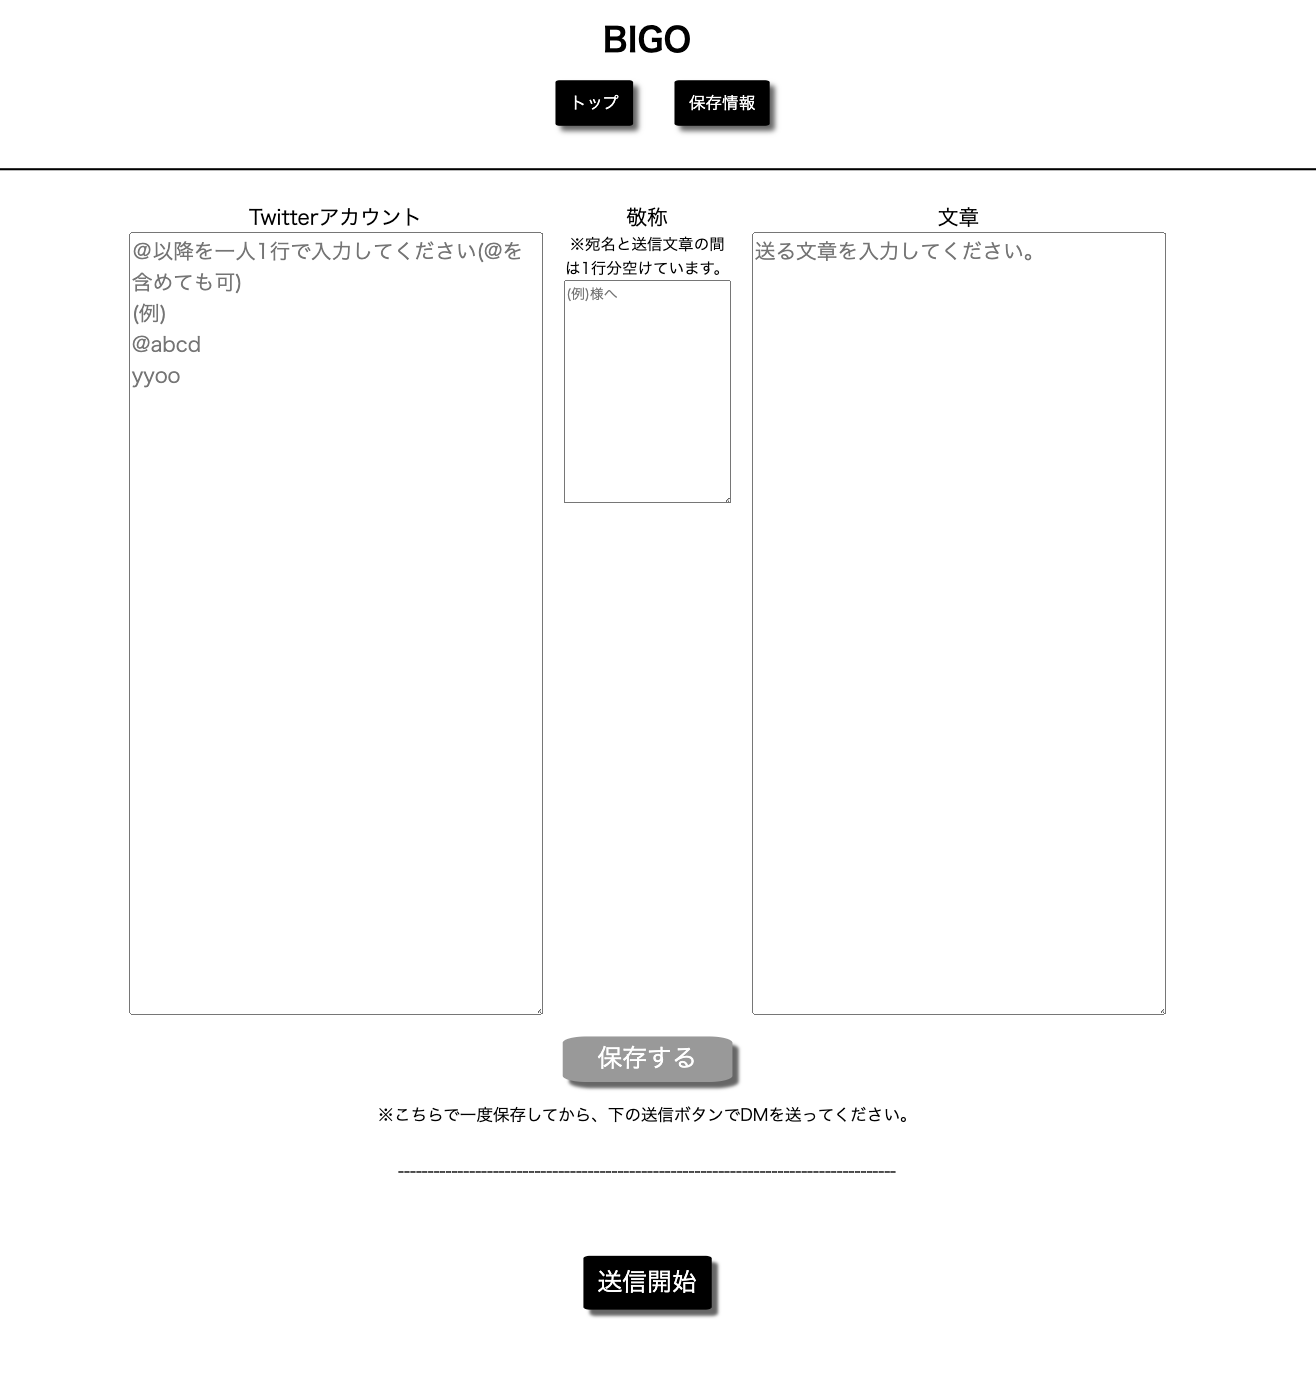 BIGO
トップ
保存情報
Twitterアカウント
@以降を一人1行で入力してください(@を
含めても可)
(例)
@abcd
yyoo
敬称
※宛名と送信文章の間
は1行分空けています。
(例)様へ
文章
送る文章を入力してください。
保存する
※こちらで一度保存してから、下の送信ボタンでDMを送ってください。
-----------------------------------------------------------------------------------
送信開始